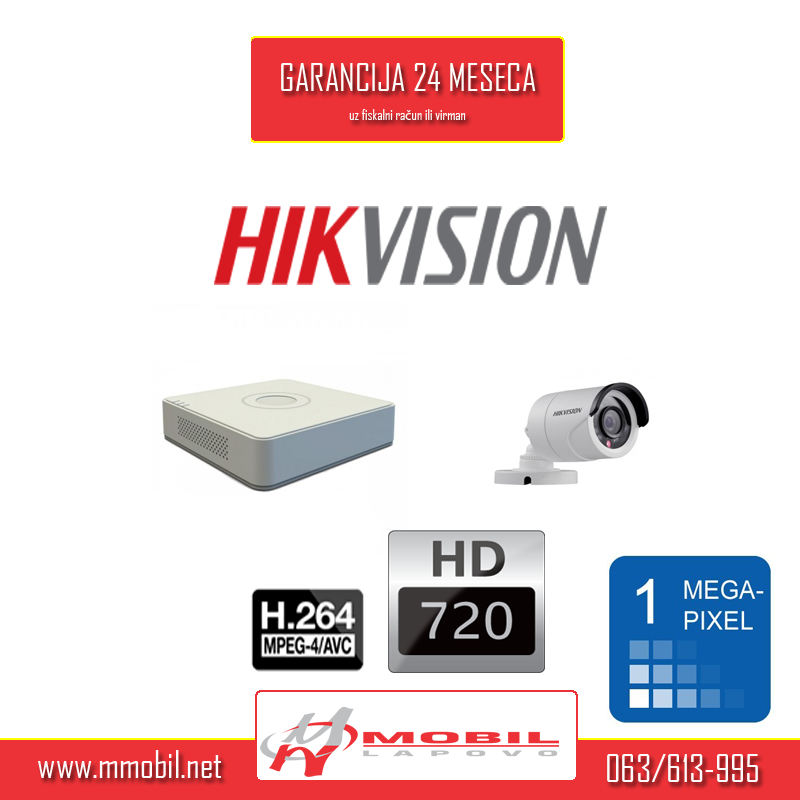 GARANCIJA 24 MESECA
uz fiskalni račun ili virman
HIKVISION
HIKVISION
HD
720
H.264
MPEG-4/AVC
1 MEGA-
PIXEL
MOBIL
LAPOVO
www.mmobil.net
063/613-995